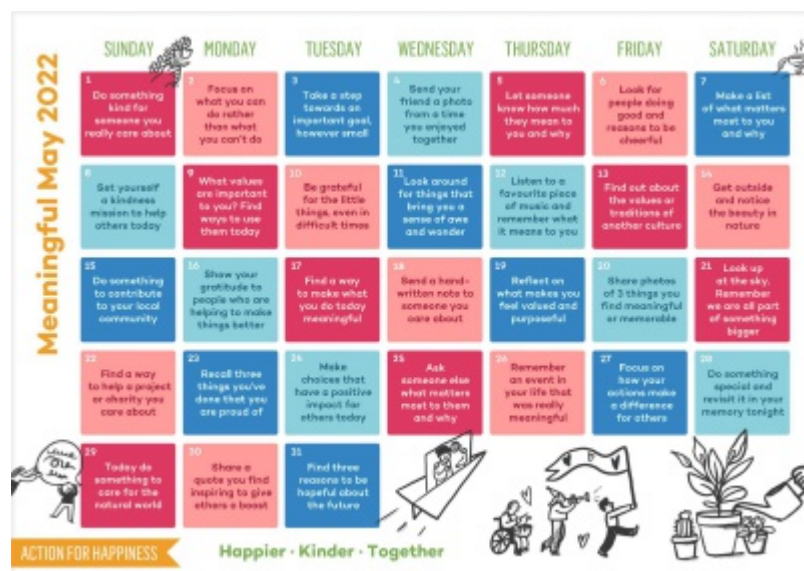 Meaningful May 2022
SUNDAY MONDAY TUESDAY WEDNESDAY THURSDAY FRIDAY SATURDAY
1
Do something
kind for
someone you
really care about
2
Focus on
what you can
do rather
than what
you can't do
3
Take a step
towards an
important goal,
however small
4
Send your
friend a photo
from a time
you enjoyed
together
5
Let someone
know how much
they mean to
you and why
6
Look for
people doing
good and
reasons to be
cheerful
7
Make a list
of what matters
most to you
and why
8
Set yourself
a kindness
mission to help
others today
9
What values
are important
to you? Find
ways to use
them today
10
Be grateful
for the little
things, even in
difficult times
11
Look around
for things that
bring you a
sense of awe
and wonder
12
Listen to a
favourite piece
of music and
remember what
it means to you
13
Find out about
the values or
traditions of
another culture
14
Get outside
and notice
the beauty in
nature
15
Do something
to contribute
to your local
community
16
Show your
gratitude to
people who are
helping to make
things better
17
Find a way
to make what
you do today
meaningful
18
Send a hand-
written note to
someone you
care about
19
Reflect on
what makes you
feel valued and
purposeful
20
Share photos
of 3 things you
find meaningful
or memorable
21
Look up
at the sky.
Remember
we are all part
of something
bigger
22
Find a way
to help a project
or charity you
care about
23
Recall three
things you've
done that you
are proud of
24
Make
choices that
have a positive
impact for
others today
25
Ask
someone else
what matters
most to them
and why
26
Remember
an event in
your life that
was really
meaningful
27
Focus on
how your
actions make
a difference
for others
28
Do something
special and
revisit it in your
memory tonight
29
Today do
something to
care for the
natural world
30
Share a
quote you find
inspiring to give
others a boost
31
Find three
reasons to be
hopeful about
the future
ACTION FOR HAPPINESS
Happier · Kinder · Together